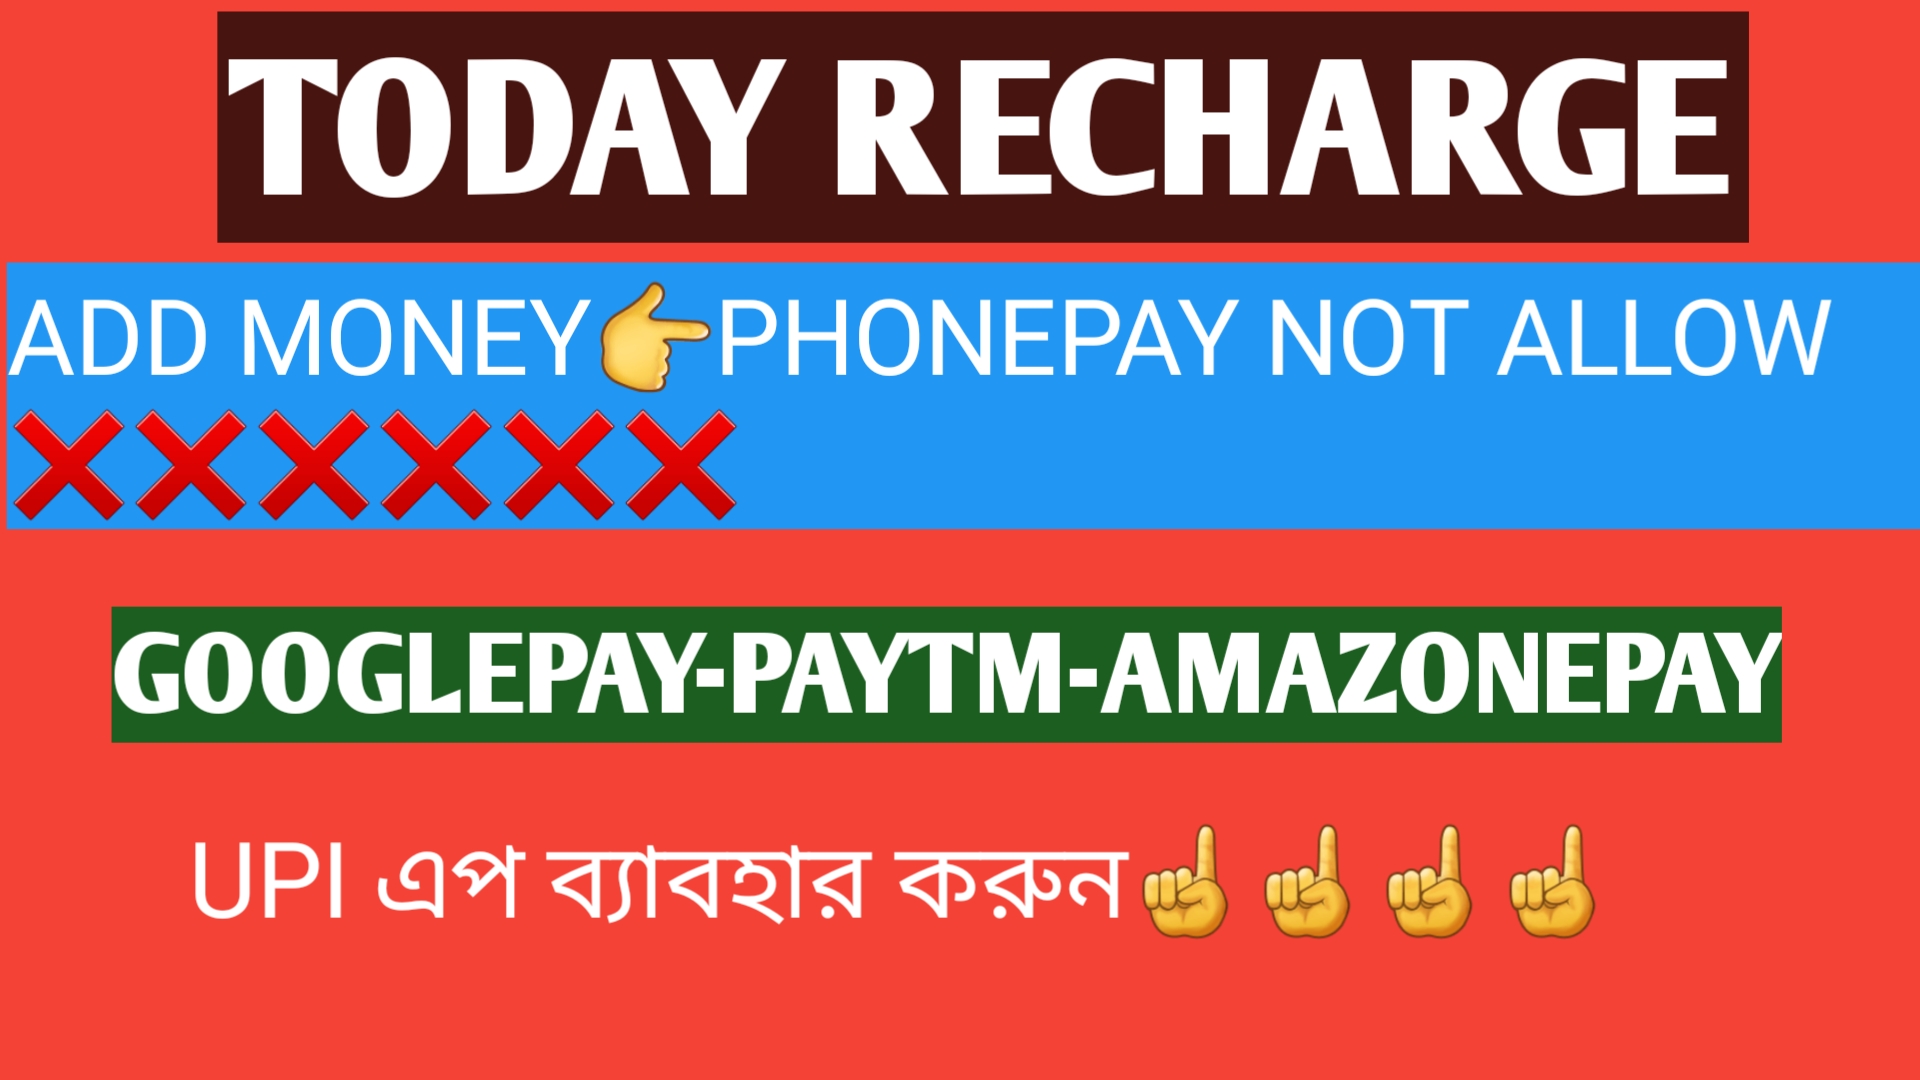 TODAY RECHARGE
ADD MONEY👉PHONEPAY NOT ALLOW
❌❌❌❌❌❌
GOOGLEPAY-PAYTM-AMAZONEPAY
UPI এপ ব্যাবহার করুন☝☝☝☝